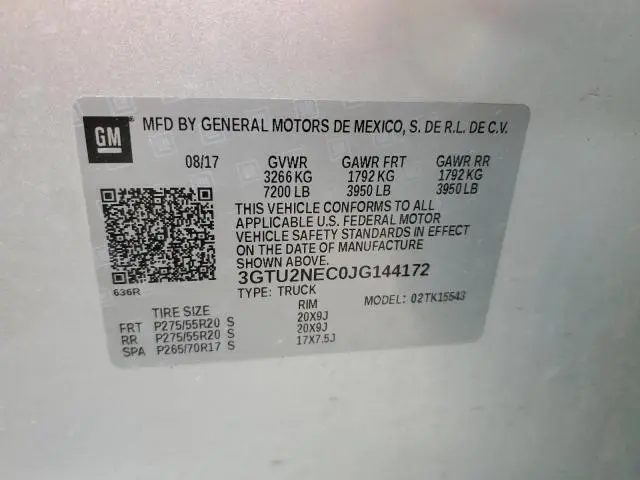 GM MFD BY GENERAL MOTORS DE MEXICO, S. DE R.L. DE C.V.
08/17 GVWR GAWR FRT GAWR RR
3266 KG 1792 KG 1792 KG
7200 LB 3950 LB 3950 LB
THIS VEHICLE CONFORMS TO ALL
APPLICABLE U.S. FEDERAL MOTOR
VEHICLE SAFETY STANDARDS IN EFFECT
ON THE DATE OF MANUFACTURE
SHOWN ABOVE.
636R 3GTU2NEC0JG144172
TYPE: TRUCK MODEL: 02TK15543
TIRE SIZE RIM
FRT P275/55R20 S 20X9J
RR P275/55R20 S 20X9J
SPA P265/70R17 S 17X7.5J